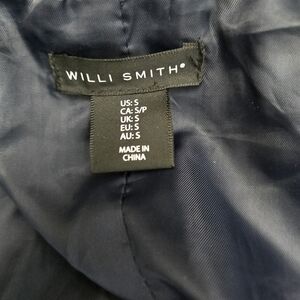 WILLI SMITH®
US: S
CA: S/P
UK: S
EU: S
AU: S
MADE IN
CHINA